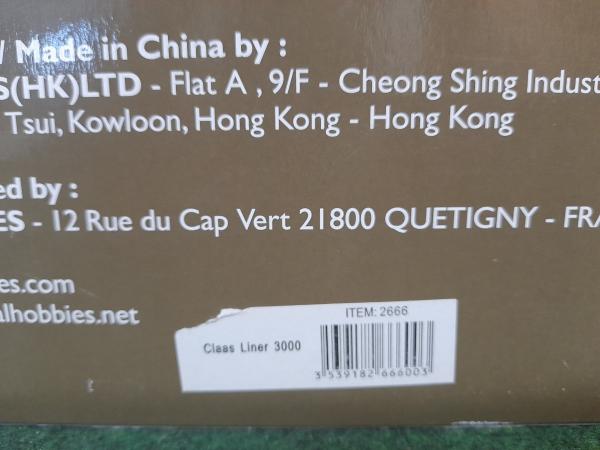 / Made in China by :
S(HK)LTD - Flat A , 9/F - Cheong Shing Indust
Tsui, Kowloon, Hong Kong - Hong Kong
ed by :
ES - 12 Rue du Cap Vert 21800 QUETIGNY - FRA
es.com
alhobbies.net
ITEM: 2666
Claas Liner 3000
3 539182 666003